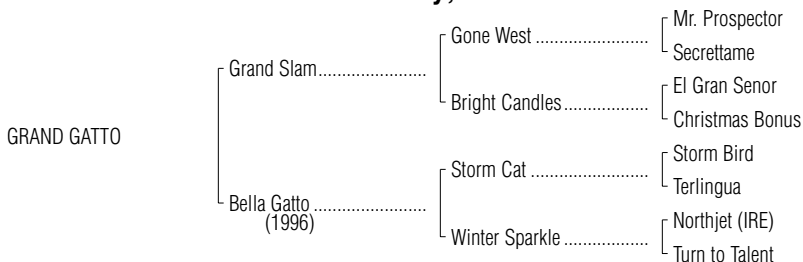 Mr. Prospector
Gone West
Secrettame
Grand Slam
El Gran Senor
Bright Candles
Christmas Bonus
GRAND GATTO
Storm Bird
Storm Cat
Terlingua
Bella Gatto
(1996)
Northjet (IRE)
Winter Sparkle
Turn to Talent